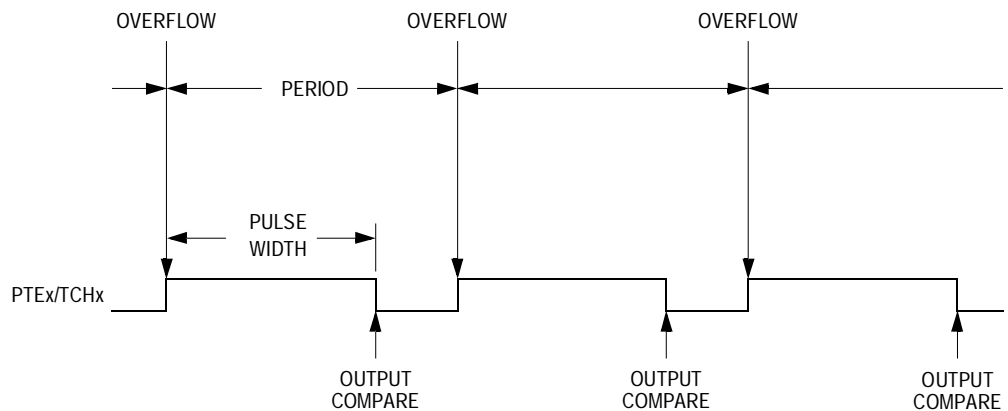 OVERFLOW
OVERFLOW
OVERFLOW
PERIOD
PULSE
WIDTH
PTEx/TCHx
OUTPUT
COMPARE
OUTPUT
COMPARE
OUTPUT
COMPARE